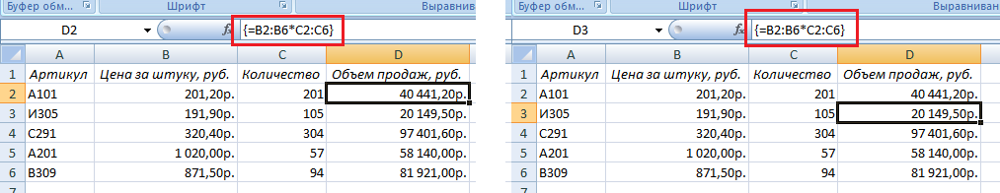 Буфер обм... Шрифт Выравнивани
D2 fx {=B2:B6*C2:C6}
A B C D
1 Артикул Цена за штуку, руб. Количество Объем продаж, руб.
2 А101 201,20р. 201 40 441,20р.
3 И305 191,90р. 105 20 149,50р.
4 С291 320,40р. 304 97 401,60р.
5 А201 1 020,00р. 57 58 140,00р.
6 В309 871,50р. 94 81 921,00р.
7
Буфер обм... Шрифт Выравнивани
D3 fx {=B2:B6*C2:C6}
A B C D
1 Артикул Цена за штуку, руб. Количество Объем продаж, руб.
2 А101 201,20р. 201 40 441,20р.
3 И305 191,90р. 105 20 149,50р.
4 С291 320,40р. 304 97 401,60р.
5 А201 1 020,00р. 57 58 140,00р.
6 В309 871,50р. 94 81 921,00р.